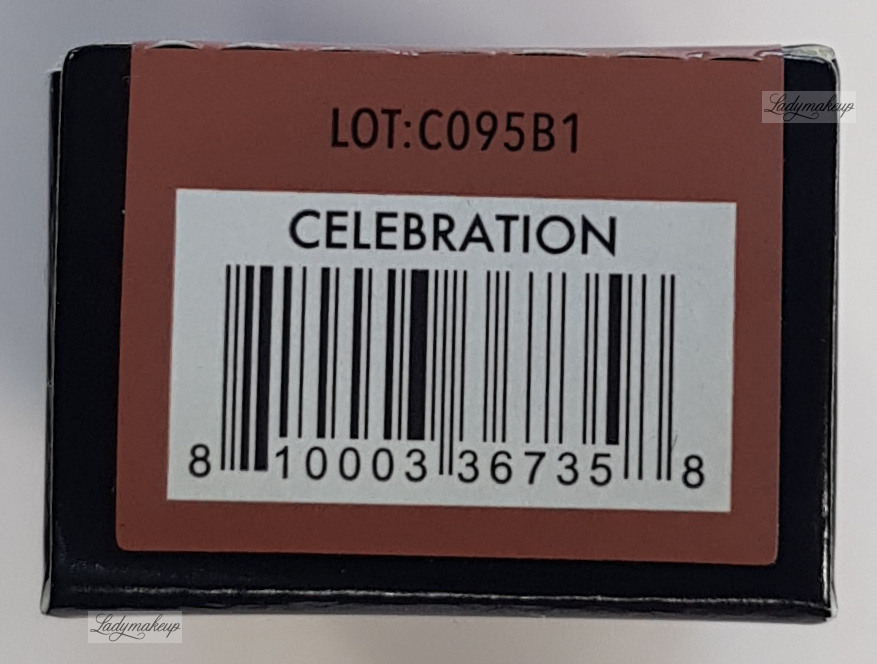 Ladymakeup
LOT:C095B1
CELEBRATION
8 10003 36735 8
Ladymakeup